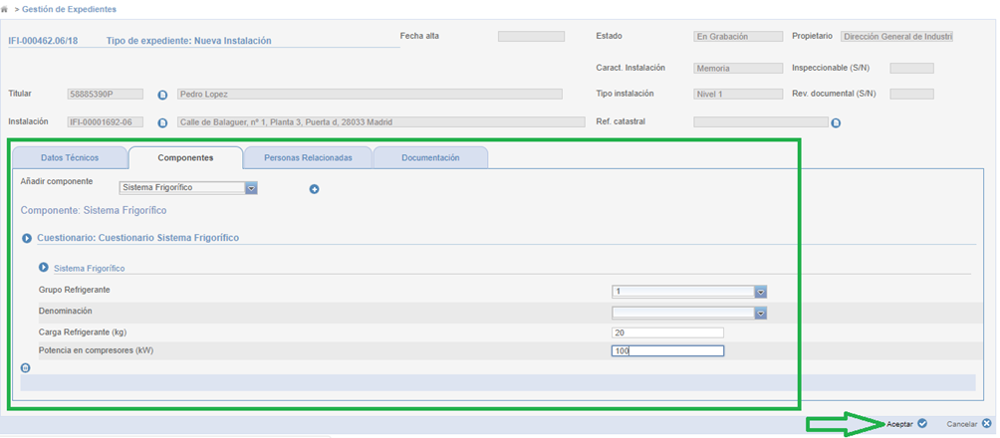 > Gestión de Expedientes
IFI-000462.06/18 Tipo de expediente: Nueva Instalación Fecha alta Estado En Grabación Propietario Dirección General de Industri
Caract. Instalación Memoria Inspeccionable (S/N)
Titular 58885390P Pedro Lopez Tipo instalación Nivel 1 Rev. documental (S/N)
Instalación IFI-00001692-06 Calle de Balaguer, nº 1, Planta 3, Puerta d, 28033 Madrid Ref. catastral
Datos Técnicos Componentes Personas Relacionadas Documentación
Añadir componente Sistema Frigorífico
Componente: Sistema Frigorífico
Cuestionario: Cuestionario Sistema Frigorífico
Sistema Frigorífico
Grupo Refrigerante 1
Denominación
Carga Refrigerante (kg) 20
Potencia en compresores (kW) 100
Aceptar Cancelar